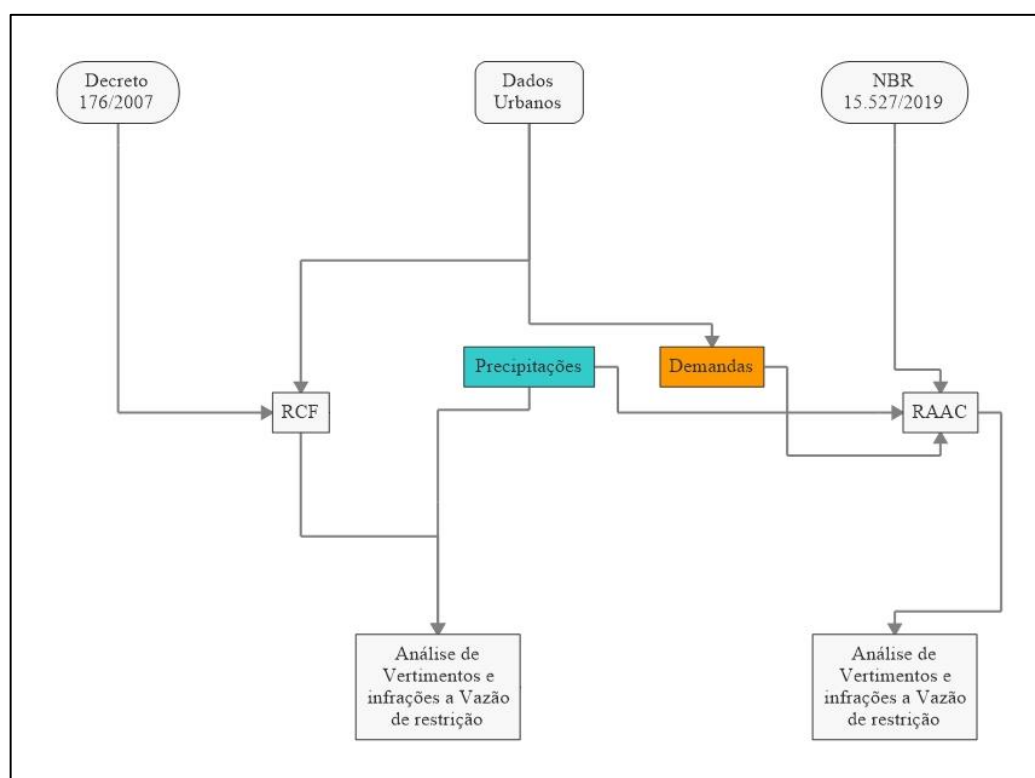 Decreto
176/2007
Dados
Urbanos
NBR
15.527/2019
Precipitações
Demandas
RCF
RAAC
Análise de
Vertimentos e
infrações a Vazão
de restrição
Análise de
Vertimentos e
infrações a Vazão
de restrição